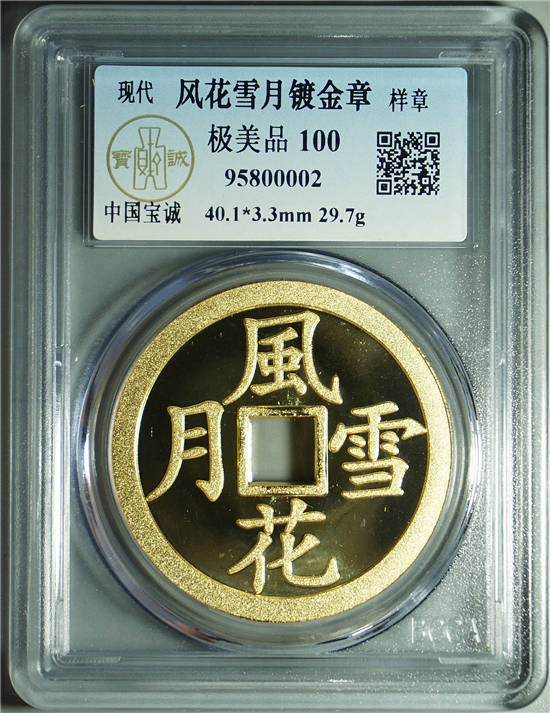 现代 风花雪月镀金章 样章
極美品 100
寶 誠
95800002
中国宝诚 40.1*3.3mm 29.7g
風
月 雪
花